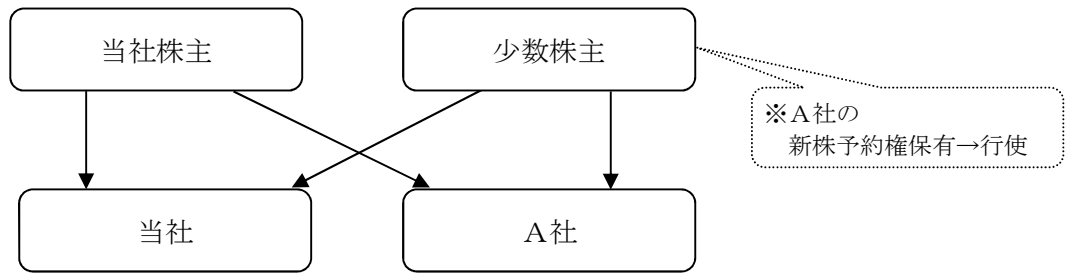 当社株主
少数株主
※A社の
新株予約権保有→行使
当社
A社